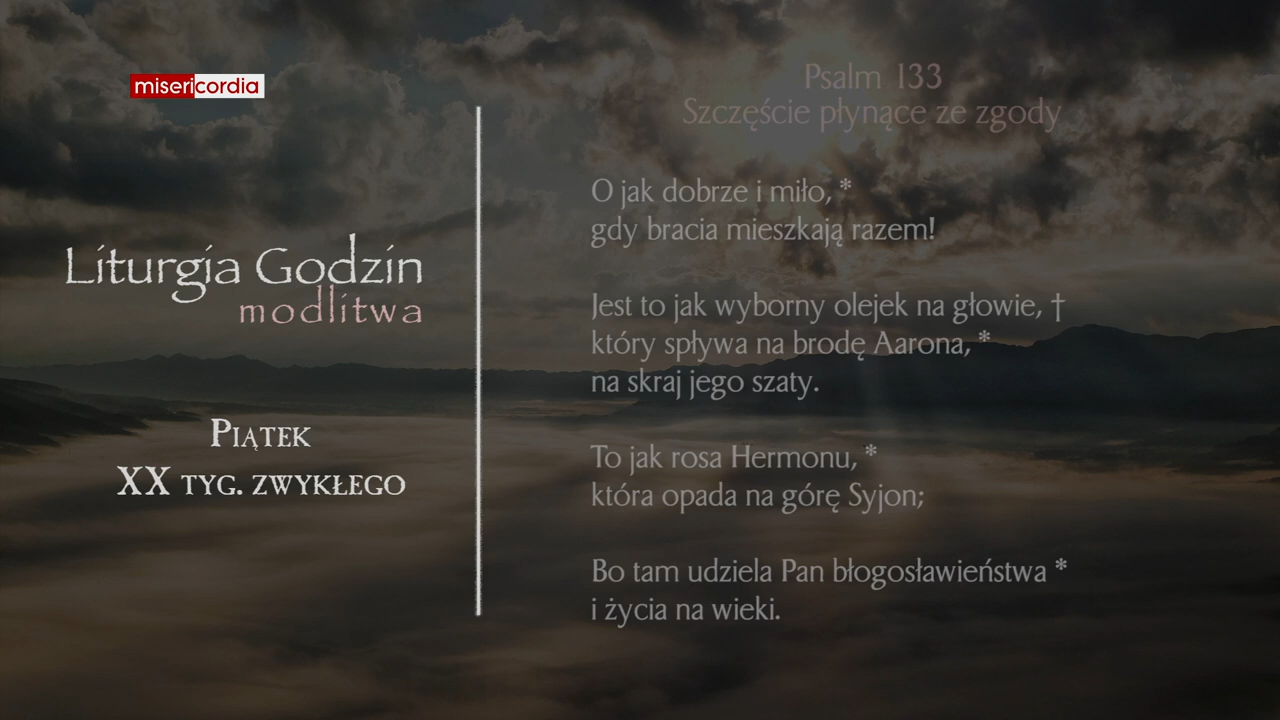 misericordia
Liturgia Godzin
modlitwa
Piątek
XX tyg. zwykłego
Psalm 133
Szczęście płynące ze zgody
O jak dobrze i miło, *
gdy bracia mieszkają razem!
Jest to jak wyborny olejek na głowie, †
który spływa na brodę Aarona, *
na skraj jego szaty.
To jak rosa Hermonu, *
która opada na górę Syjon;
Bo tam udziela Pan błogosławieństwa *
i życia na wieki.